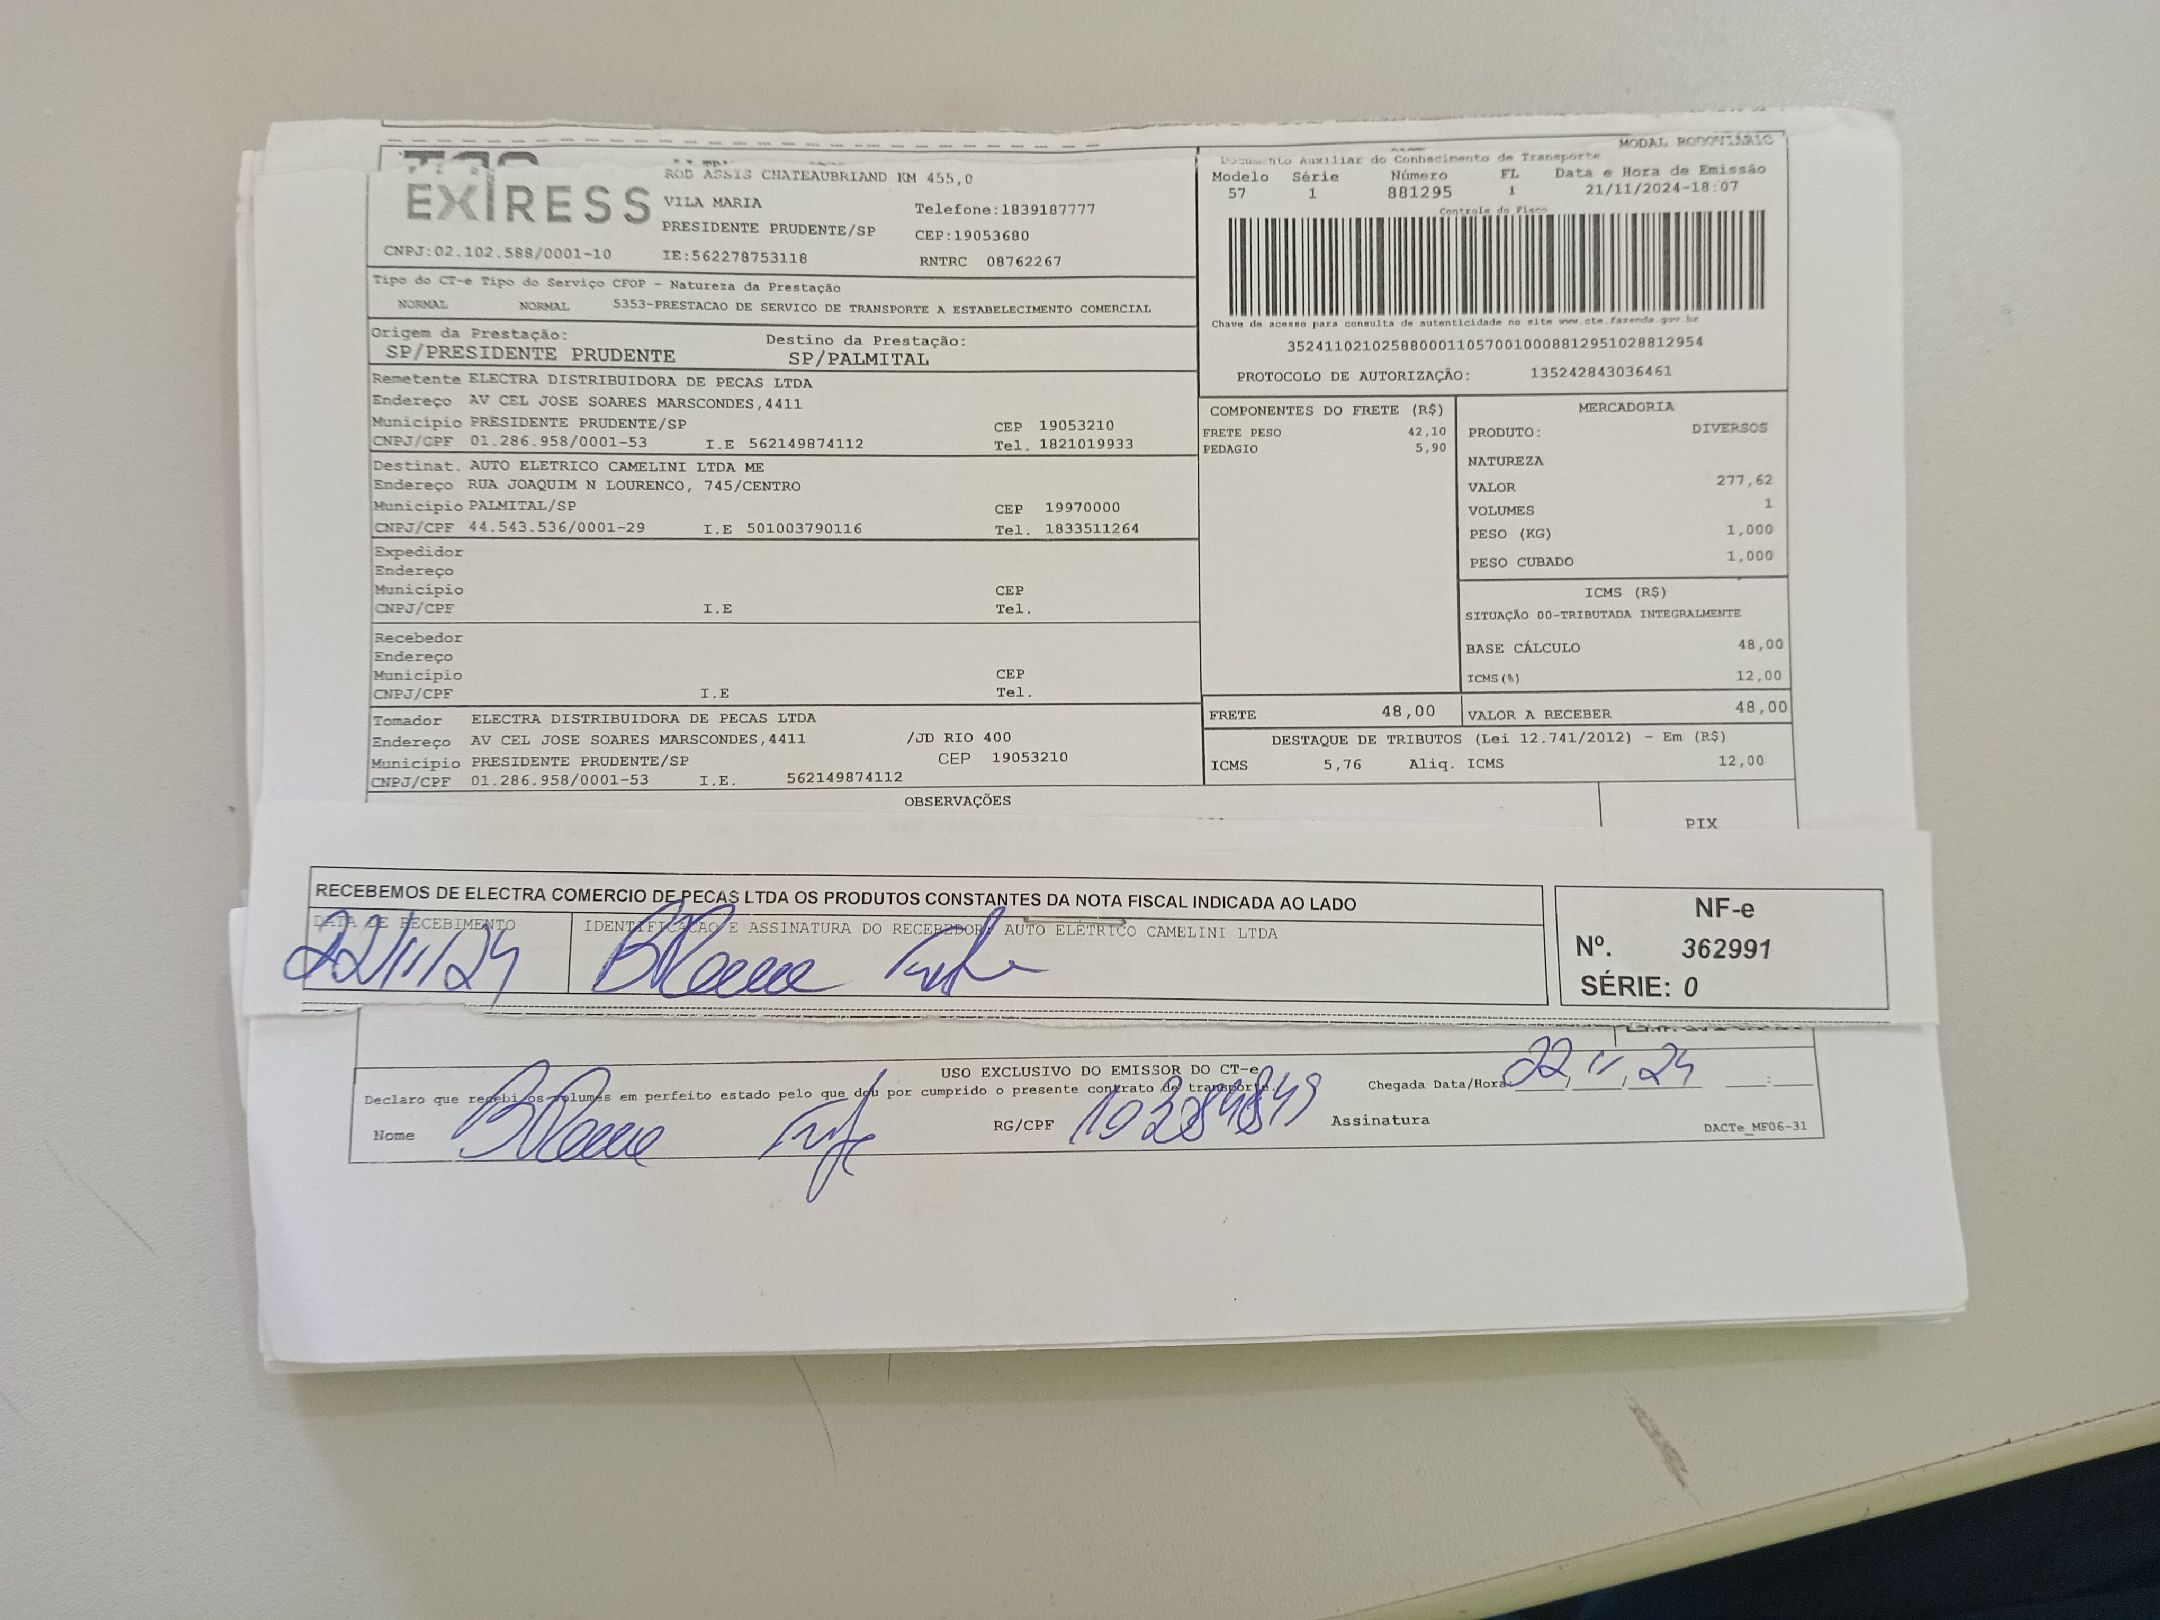 MODAL RODOVIÁRIO
EXPRESS
ROD ASSIS CHATEAUBRIAND KM 455,0
VILA MARIA Telefone:1839187777
PRESIDENTE PRUDENTE/SP CEP:19053680
CNPJ:02.102.588/0001-10 IE:562278753118 RNTRC 08762267
Documento Auxiliar do Conhecimento de Transporte
Modelo Série Número FL Data e Hora de Emissão
57 1 881295 1 21/11/2024-18:07
Controle do Fisco
Chave de acesso para consulta de autenticidade no site www.cte.fazenda.gov.br
35241102102588000110570010008812951028812954
PROTOCOLO DE AUTORIZAÇÃO: 135242843036461
Tipo do CT-e Tipo do Serviço CFOP - Natureza da Prestação
NORMAL NORMAL 5353-PRESTACAO DE SERVICO DE TRANSPORTE A ESTABELECIMENTO COMERCIAL
Origem da Prestação: Destino da Prestação:
SP/PRESIDENTE PRUDENTE SP/PALMITAL
Remetente ELECTRA DISTRIBUIDORA DE PECAS LTDA
Endereço AV CEL JOSE SOARES MARSCONDES,4411
Município PRESIDENTE PRUDENTE/SP CEP 19053210
CNPJ/CPF 01.286.958/0001-53 I.E 562149874112 Tel. 1821019933
Destinat. AUTO ELETRICO CAMELINI LTDA ME
Endereço RUA JOAQUIM N LOURENCO, 745/CENTRO
Município PALMITAL/SP CEP 19970000
CNPJ/CPF 44.543.536/0001-29 I.E 501003790116 Tel. 1833511264
Expedidor
Endereço
Município CEP
CNPJ/CPF I.E Tel.
Recebedor
Endereço
Município CEP
CNPJ/CPF I.E Tel.
Tomador ELECTRA DISTRIBUIDORA DE PECAS LTDA
Endereço AV CEL JOSE SOARES MARSCONDES,4411 /JD RIO 400
Município PRESIDENTE PRUDENTE/SP CEP 19053210
CNPJ/CPF 01.286.958/0001-53 I.E. 562149874112
COMPONENTES DO FRETE (R$)
FRETE PESO 42,10
PEDAGIO 5,90
MERCADORIA
PRODUTO: DIVERSOS
NATUREZA
VALOR 277,62
VOLUMES 1
PESO (KG) 1,000
PESO CUBADO 1,000
ICMS (R$)
SITUAÇÃO 00-TRIBUTADA INTEGRALMENTE
BASE CÁLCULO 48,00
ICMS(%) 12,00
FRETE 48,00 VALOR A RECEBER 48,00
DESTAQUE DE TRIBUTOS (Lei 12.741/2012) - Em (R$)
ICMS 5,76 Aliq. ICMS 12,00
OBSERVAÇÕES
PIX
RECEBEMOS DE ELECTRA COMERCIO DE PECAS LTDA OS PRODUTOS CONSTANTES DA NOTA FISCAL INDICADA AO LADO
DATA DE RECEBIMENTO IDENTIFICAÇÃO E ASSINATURA DO RECEBEDOR AUTO ELETRICO CAMELINI LTDA
22/11/24
NF-e
Nº. 362991
SÉRIE: 0
USO EXCLUSIVO DO EMISSOR DO CT-e
Declaro que recebi os volumes em perfeito estado pelo que dou por cumprido o presente contrato de transporte.
Chegada Data/Hora 22 11 24 :
Nome RG/CPF Assinatura
DACTe_MF06-31